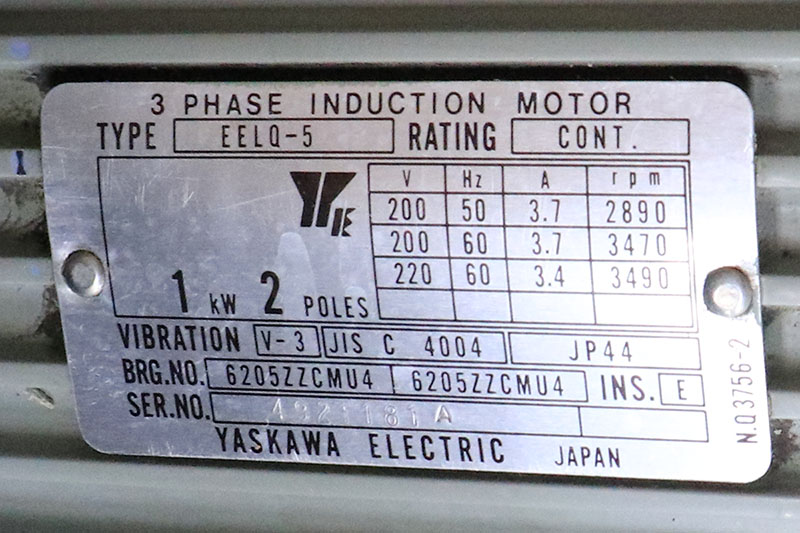 3 PHASE INDUCTION MOTOR
TYPE EELQ-5 RATING CONT.
V Hz A rpm
200 50 3.7 2890
200 60 3.7 3470
220 60 3.4 3490
1 kW 2 POLES
VIBRATION V-3 JIS C 4004 JP44
BRG.NO. 6205ZZCMU4 6205ZZCMU4 INS. E
SER.NO.
YASKAWA ELECTRIC JAPAN
N.Q3756-2